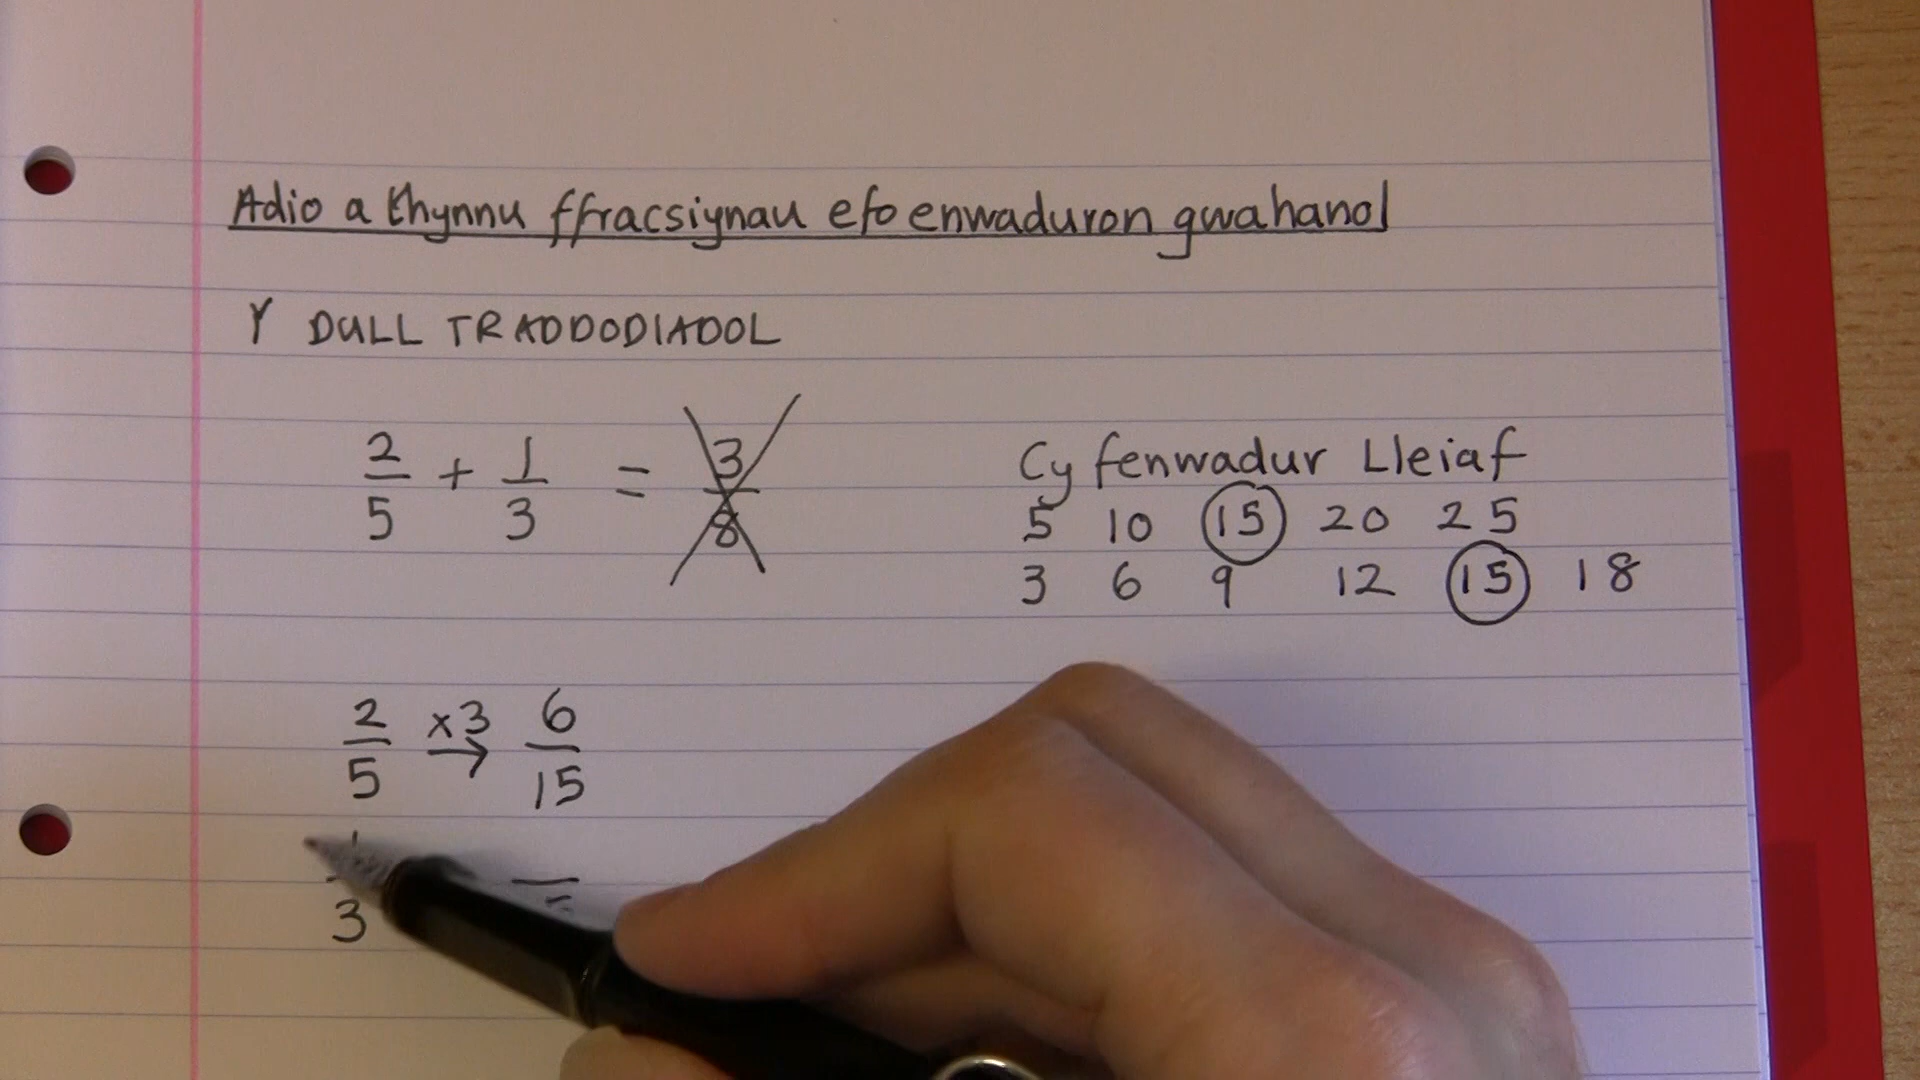 Adio a thynnu ffracsiynau efo enwaduron gwahanol
Y DULL TRADDODIADOL
2/5 + 1/3 = 3/8
Cyfenwadur Lleiaf
5 10 15 20 25
3 6 9 12 15 18
2/5 ×3 → 6/15
3